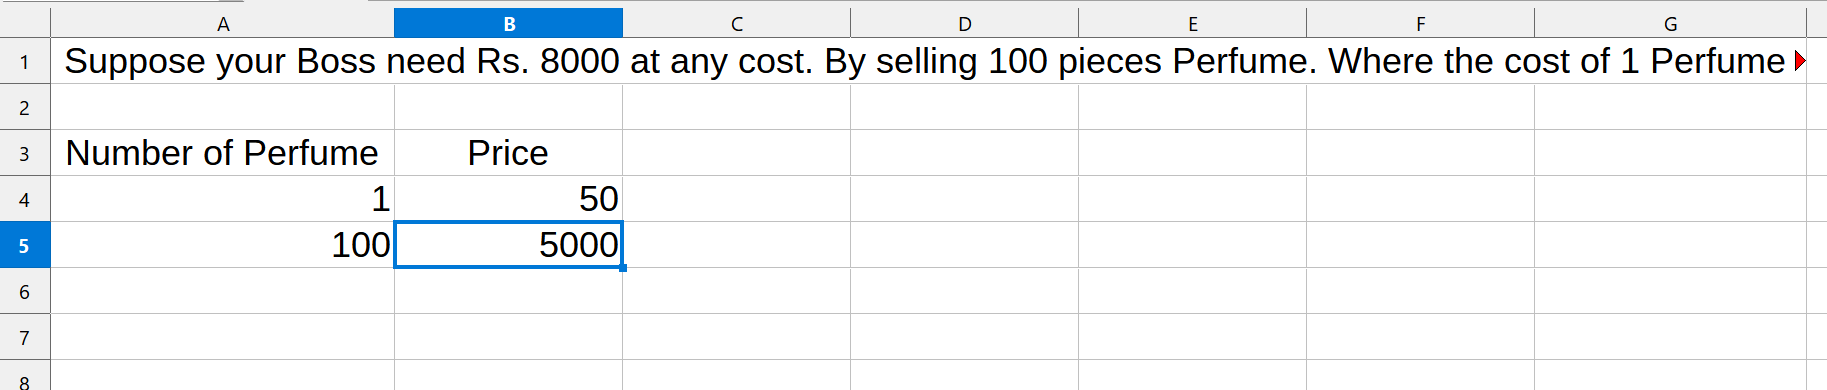 A B C D E F G
1 Suppose your Boss need Rs. 8000 at any cost. By selling 100 pieces Perfume. Where the cost of 1 Perfume
2
3 Number of Perfume Price
4 1 50
5 100 5000
6
7
8